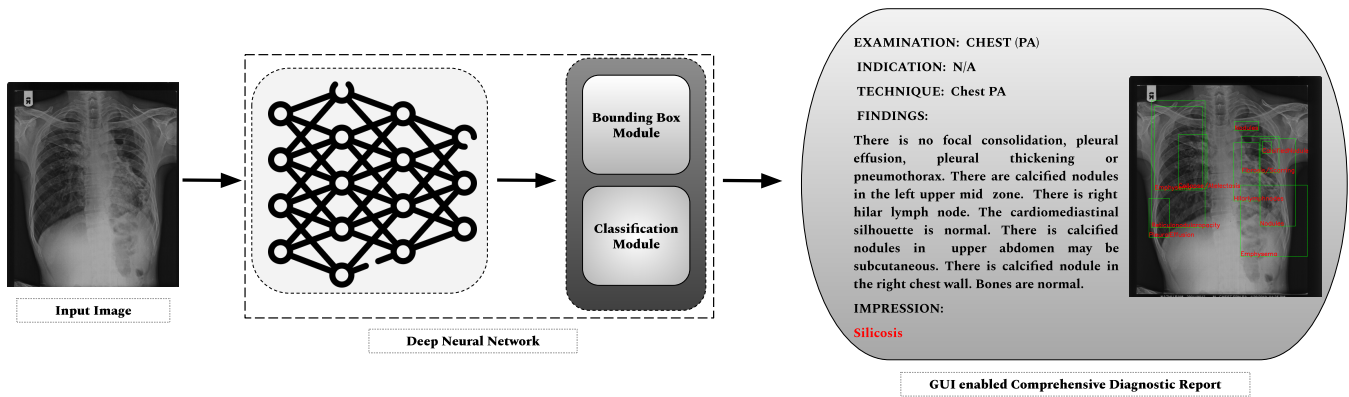 EXAMINATION: CHEST (PA)
INDICATION: N/A
TECHNIQUE: Chest PA
FINDINGS:
There is no focal consolidation, pleural
effusion, pleural thickening or
pneumothorax. There are calcified nodules
in the left upper mid zone. There is right
hilar lymph node. The cardiomediastinal
silhouette is normal. There is calcified
nodules in upper abdomen may be
subcutaneous. There is calcified nodule in
the right chest wall. Bones are normal.
IMPRESSION:
Silicosis
Bounding Box
Module
Classification
Module
Emphysema
Input Image
Deep Neural Network
GUI enabled Comprehensive Diagnostic Report